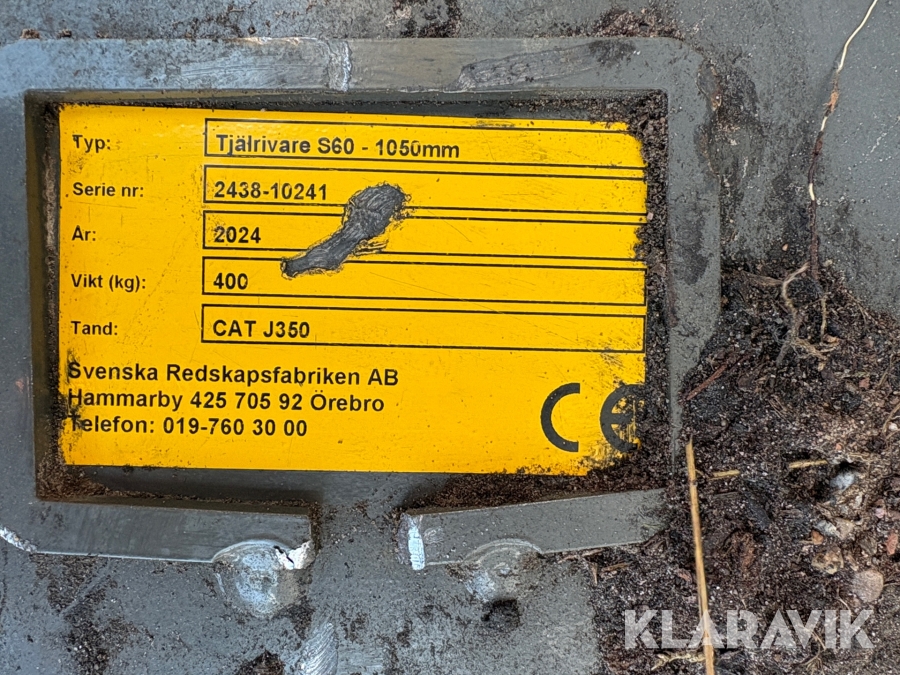 KLARAVIK
Typ: Tjälrivare S60 - 1050mm
Serie nr: 2438-10241
År: 2024
Vikt (kg): 400
Tand: CAT J350
Svenska Redskapsfabriken AB
Hammarby 425 705 92 Örebro
Telefon: 019-760 30 00
CE
KLARAVIK